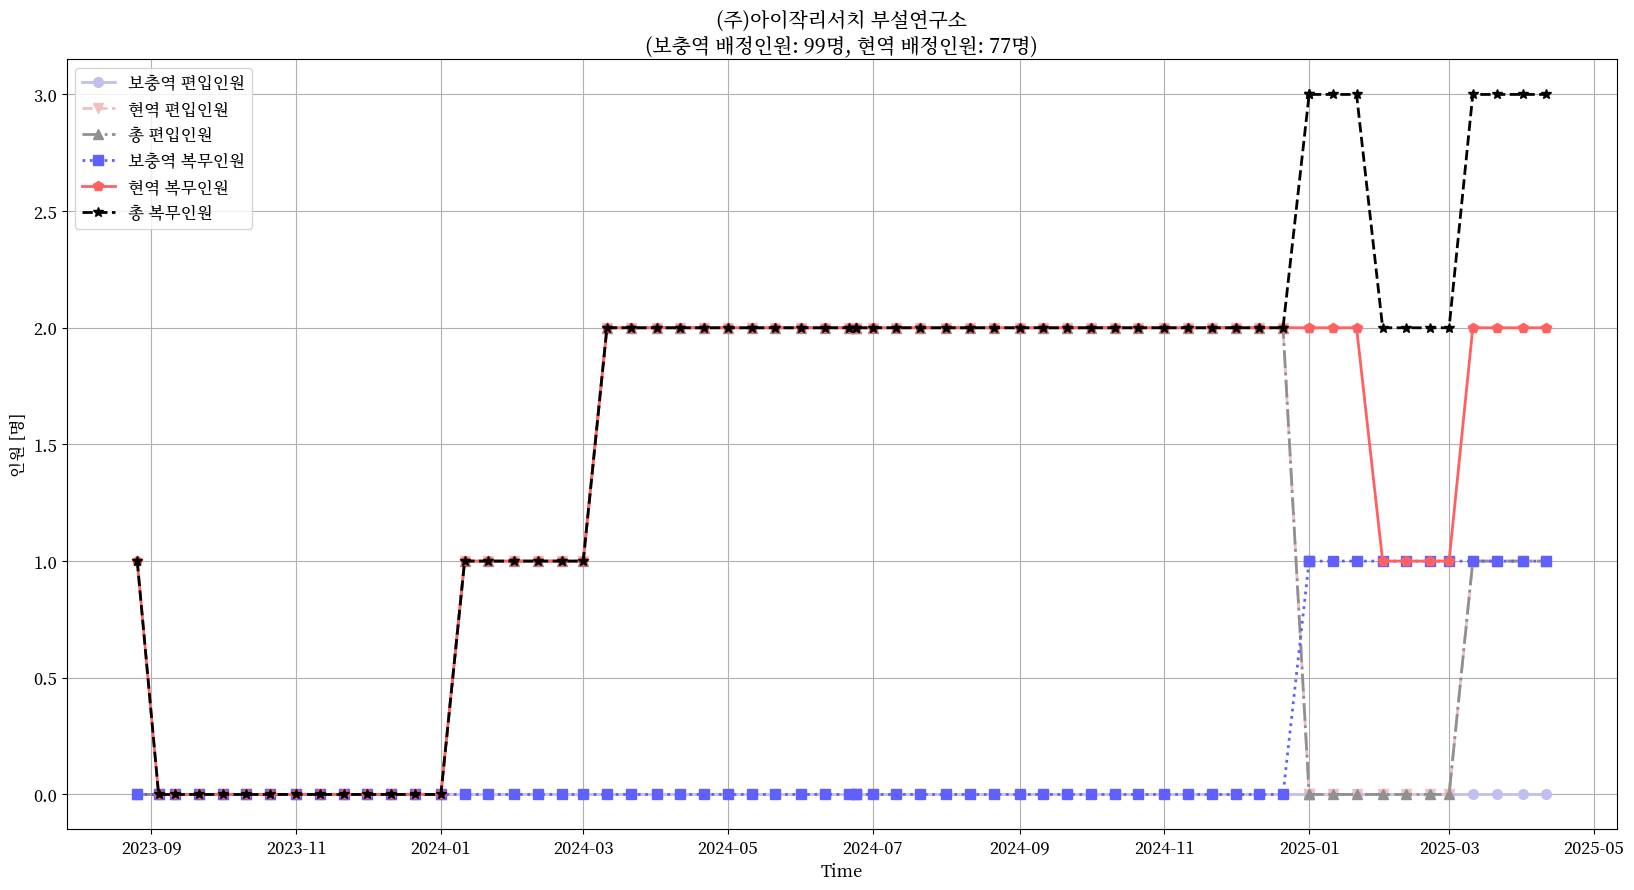 (주)아이작리서치 부설연구소
(보충역 배정인원: 99명, 현역 배정인원: 77명)
보충역 편입인원
현역 편입인원
총 편입인원
보충역 복무인원
현역 복무인원
총 복무인원
인원 [명]
3.0
2.5
2.0
1.5
1.0
0.5
0.0
2023-09
2023-11
2024-01
2024-03
2024-05
2024-07
2024-09
2024-11
2025-01
2025-03
2025-05
Time